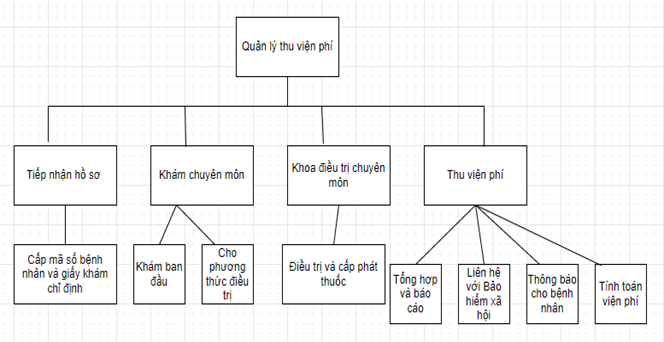 Quản lý thu viện phí
Tiếp nhận hồ sơ
Khám chuyên môn
Khoa điều trị chuyên
môn
Thu viện phí
Cấp mã số bệnh
nhân và giấy khám
chỉ định
Khám ban
đầu
Cho
phương
thức điều
trị
Điều trị và cấp phát
thuốc
Tổng hợp
và báo
cáo
Liên hệ
với Bảo
hiểm xã
hội
Thông báo
cho bệnh
nhân
Tính toán
viện phí